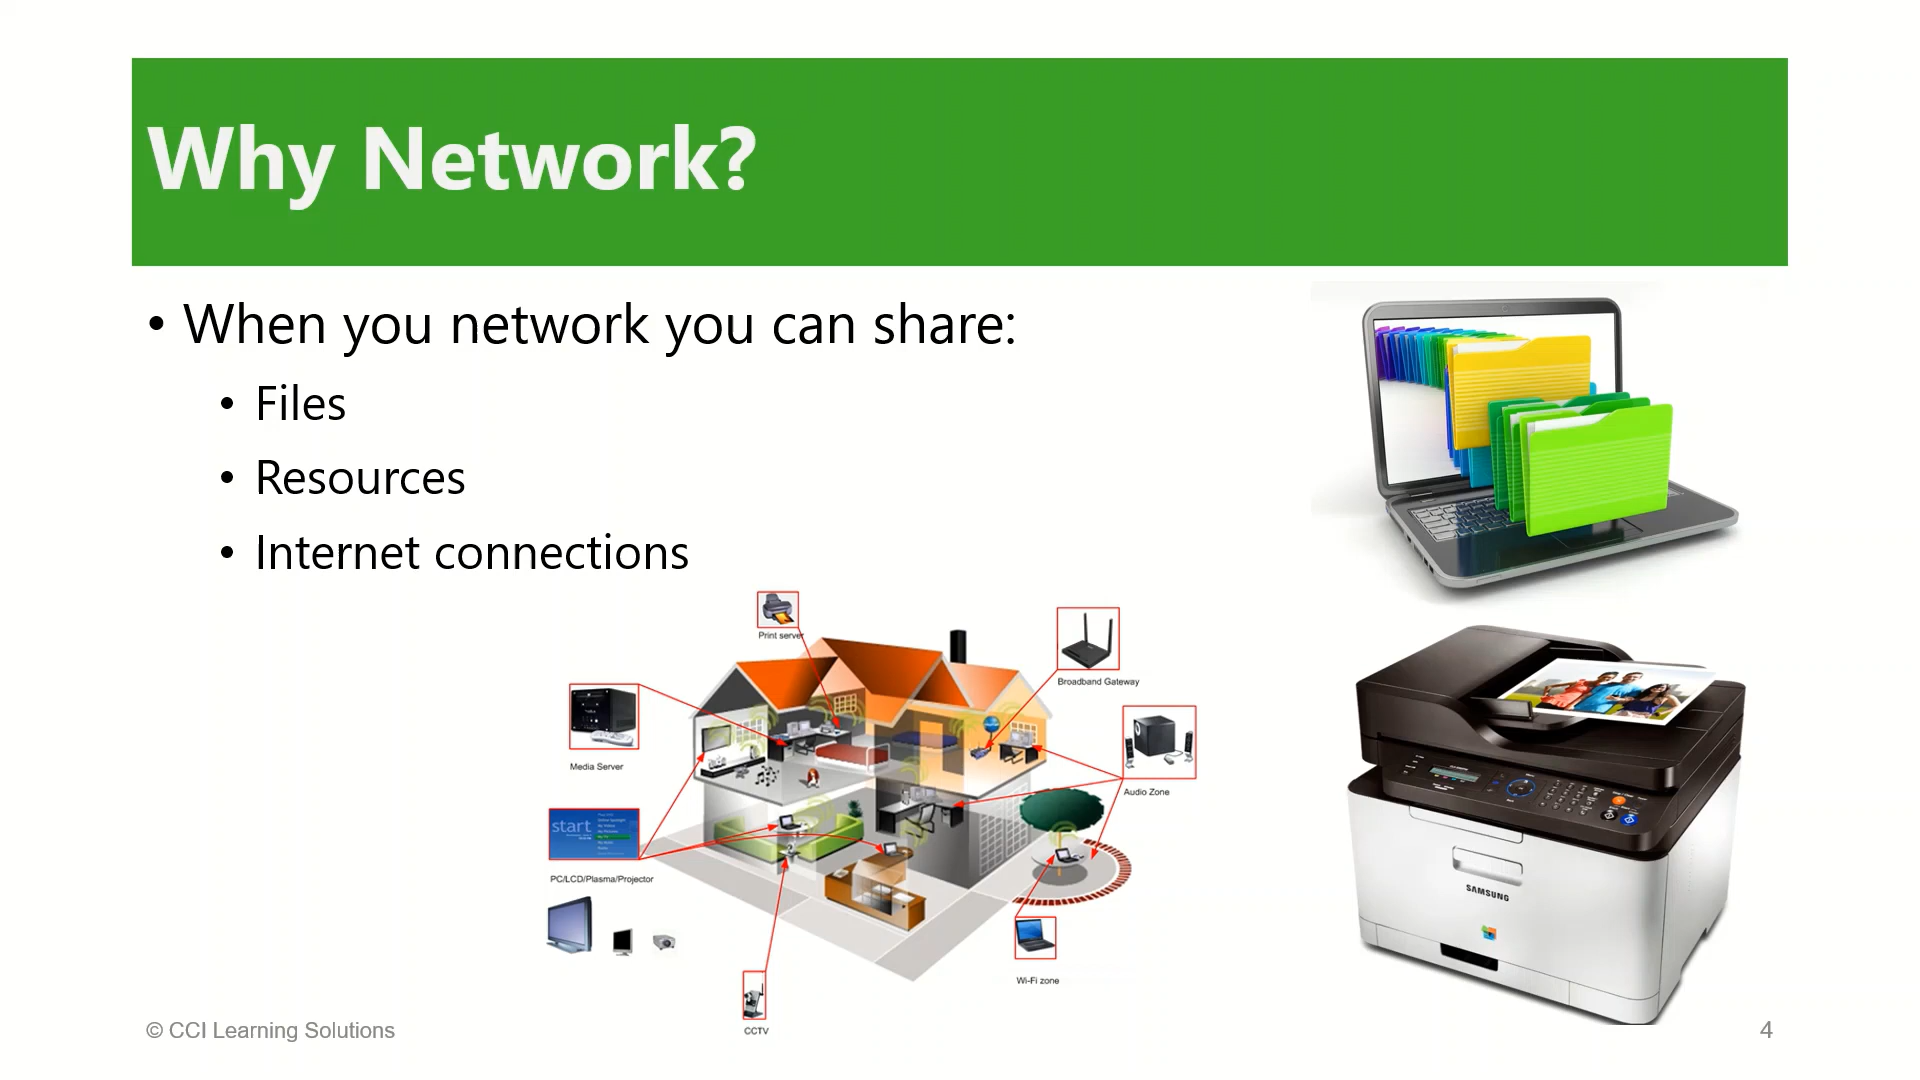 Why Network?
• When you network you can share:
• Files
• Resources
• Internet connections
Print server
Broadband Gateway
Media Server
Audio Zone
start
PC/LCD/Plasma/Projector
SAMSUNG
Wi-Fi zone
CCTV
© CCI Learning Solutions
4